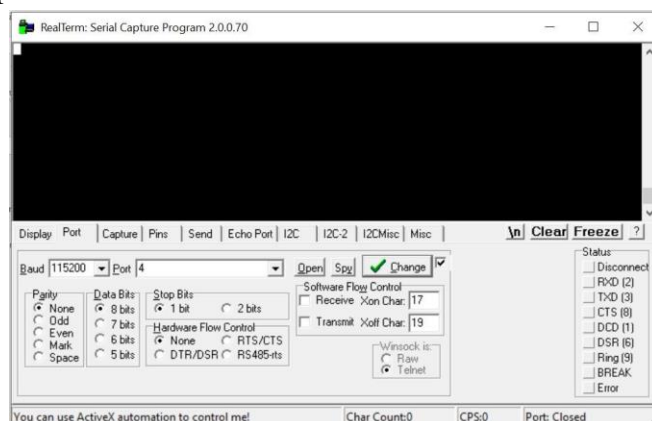 RealTerm: Serial Capture Program 2.0.0.70
Display Port Capture Pins Send Echo Port I2C I2C-2 I2CMisc Misc \n Clear Freeze ?
Baud 115200 Port 4 Open Spy Change
Parity
None
Odd
Even
Mark
Space
Data Bits
8 bits
7 bits
6 bits
5 bits
Stop Bits
1 bit 2 bits
Hardware Flow Control
None RTS/CTS
DTR/DSR RS485-rts
Software Flow Control
Receive Xon Char: 17
Transmit Xoff Char: 19
Winsock is:
Raw
Telnet
Status
Disconnect
RXD (2)
TXD (3)
CTS (8)
DCD (1)
DSR (6)
Ring (9)
BREAK
Error
You can use ActiveX automation to control me! Char Count:0 CPS:0 Port: Closed